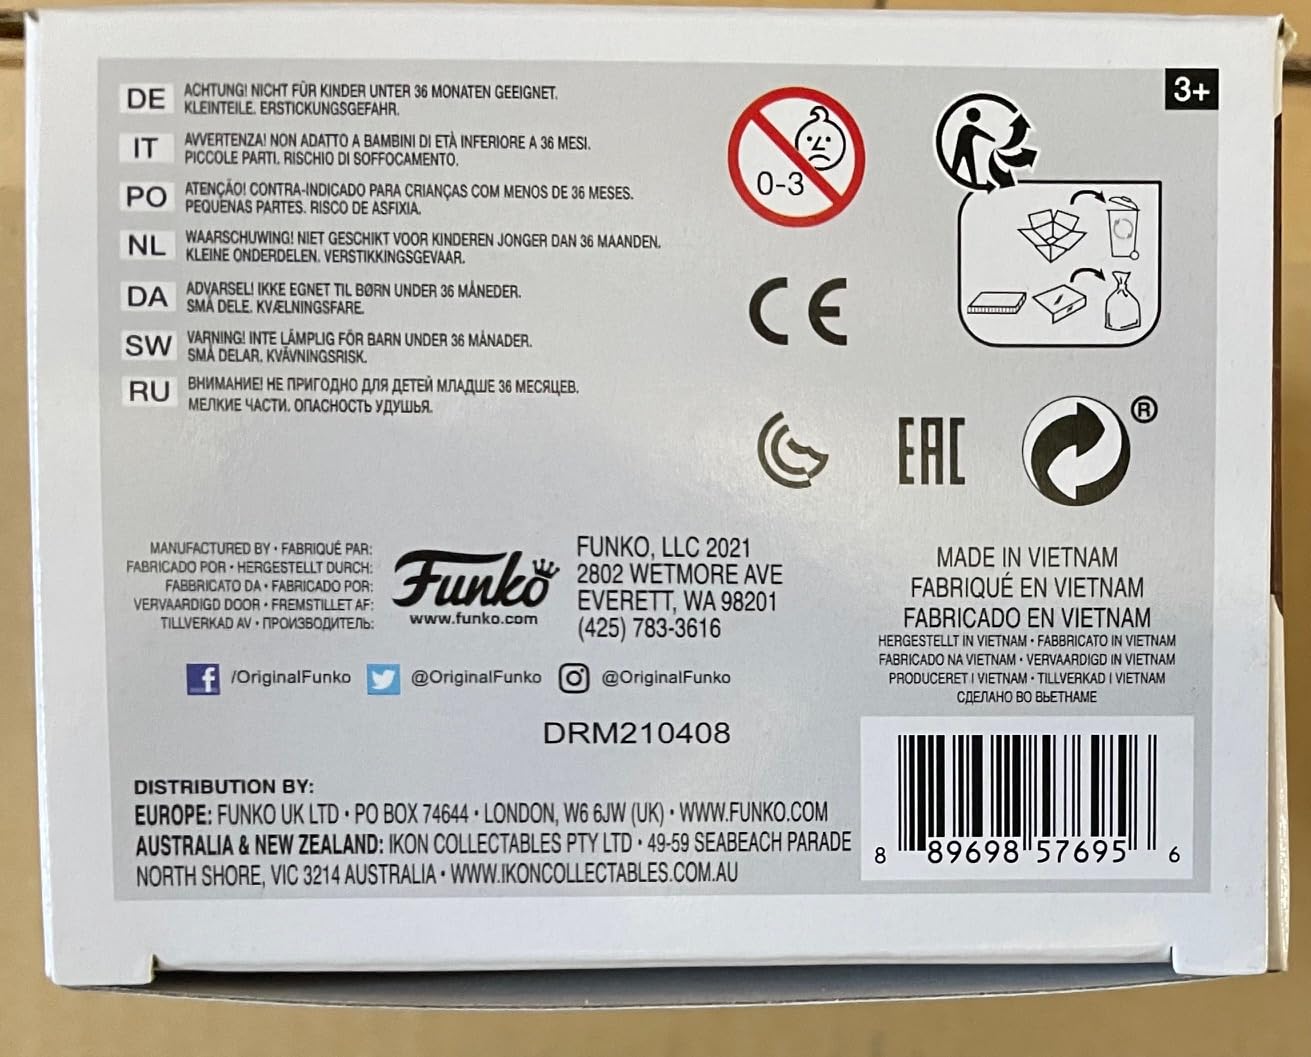 DE ACHTUNG! NICHT FÜR KINDER UNTER 36 MONATEN GEEIGNET.
KLEINTEILE. ERSTICKUNGSGEFAHR.
IT AVVERTENZA! NON ADATTO A BAMBINI DI ETÀ INFERIORE A 36 MESI.
PICCOLE PARTI. RISCHIO DI SOFFOCAMENTO.
PO ATENÇÃO! CONTRA-INDICADO PARA CRIANÇAS COM MENOS DE 36 MESES.
PEQUENAS PARTES. RISCO DE ASFIXIA.
NL WAARSCHUWING! NIET GESCHIKT VOOR KINDEREN JONGER DAN 36 MAANDEN.
KLEINE ONDERDELEN. VERSTIKKINGSGEVAAR.
DA ADVARSEL! IKKE EGNET TIL BØRN UNDER 36 MÅNEDER.
SMÅ DELE. KVÆLNINGSFARE.
SW VARNING! INTE LÄMPLIG FÖR BARN UNDER 36 MÅNADER.
SMÅ DELAR. KVÄVNINGSRISK.
RU ВНИМАНИЕ! НЕ ПРИГОДНО ДЛЯ ДЕТЕЙ МЛАДШЕ 36 МЕСЯЦЕВ.
МЕЛКИЕ ЧАСТИ. ОПАСНОСТЬ УДУШЬЯ.
0-3
3+
CE
EAC
®
MANUFACTURED BY • FABRIQUÉ PAR:
FABRICADO POR • HERGESTELLT DURCH:
FABBRICATO DA • FABRICADO POR:
VERVAARDIGD DOOR • FREMSTILLET AF:
TILLVERKAD AV • ПРОИЗВОДИТЕЛЬ:
Funko
www.funko.com
FUNKO, LLC 2021
2802 WETMORE AVE
EVERETT, WA 98201
(425) 783-3616
MADE IN VIETNAM
FABRIQUÉ EN VIETNAM
FABRICADO EN VIETNAM
HERGESTELLT IN VIETNAM • FABBRICATO IN VIETNAM
FABRICADO NA VIETNAM • VERVAARDIGD IN VIETNAM
PRODUCERET I VIETNAM • TILLVERKAD I VIETNAM
СДЕЛАНО ВО ВЬЕТНАМЕ
/OriginalFunko @OriginalFunko @OriginalFunko
DRM210408
DISTRIBUTION BY:
EUROPE: FUNKO UK LTD • PO BOX 74644 • LONDON, W6 6JW (UK) • WWW.FUNKO.COM
AUSTRALIA & NEW ZEALAND: IKON COLLECTABLES PTY LTD • 49-59 SEABEACH PARADE
NORTH SHORE, VIC 3214 AUSTRALIA • WWW.IKONCOLLECTABLES.COM.AU
8 89698 57695 6